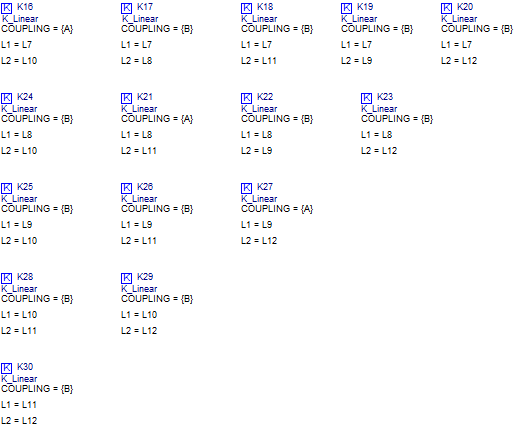 K K16
K_Linear
COUPLING = {A}
L1 = L7
L2 = L10
K K17
K_Linear
COUPLING = {B}
L1 = L7
L2 = L8
K K18
K_Linear
COUPLING = {B}
L1 = L7
L2 = L11
K K19
K_Linear
COUPLING = {B}
L1 = L7
L2 = L9
K K20
K_Linear
COUPLING = {B}
L1 = L7
L2 = L12
K K24
K_Linear
COUPLING = {B}
L1 = L8
L2 = L10
K K21
K_Linear
COUPLING = {A}
L1 = L8
L2 = L11
K K22
K_Linear
COUPLING = {B}
L1 = L8
L2 = L9
K K23
K_Linear
COUPLING = {B}
L1 = L8
L2 = L12
K K25
K_Linear
COUPLING = {B}
L1 = L9
L2 = L10
K K26
K_Linear
COUPLING = {B}
L1 = L9
L2 = L11
K K27
K_Linear
COUPLING = {A}
L1 = L9
L2 = L12
K K28
K_Linear
COUPLING = {B}
L1 = L10
L2 = L11
K K29
K_Linear
COUPLING = {B}
L1 = L10
L2 = L12
K K30
K_Linear
COUPLING = {B}
L1 = L11
L2 = L12